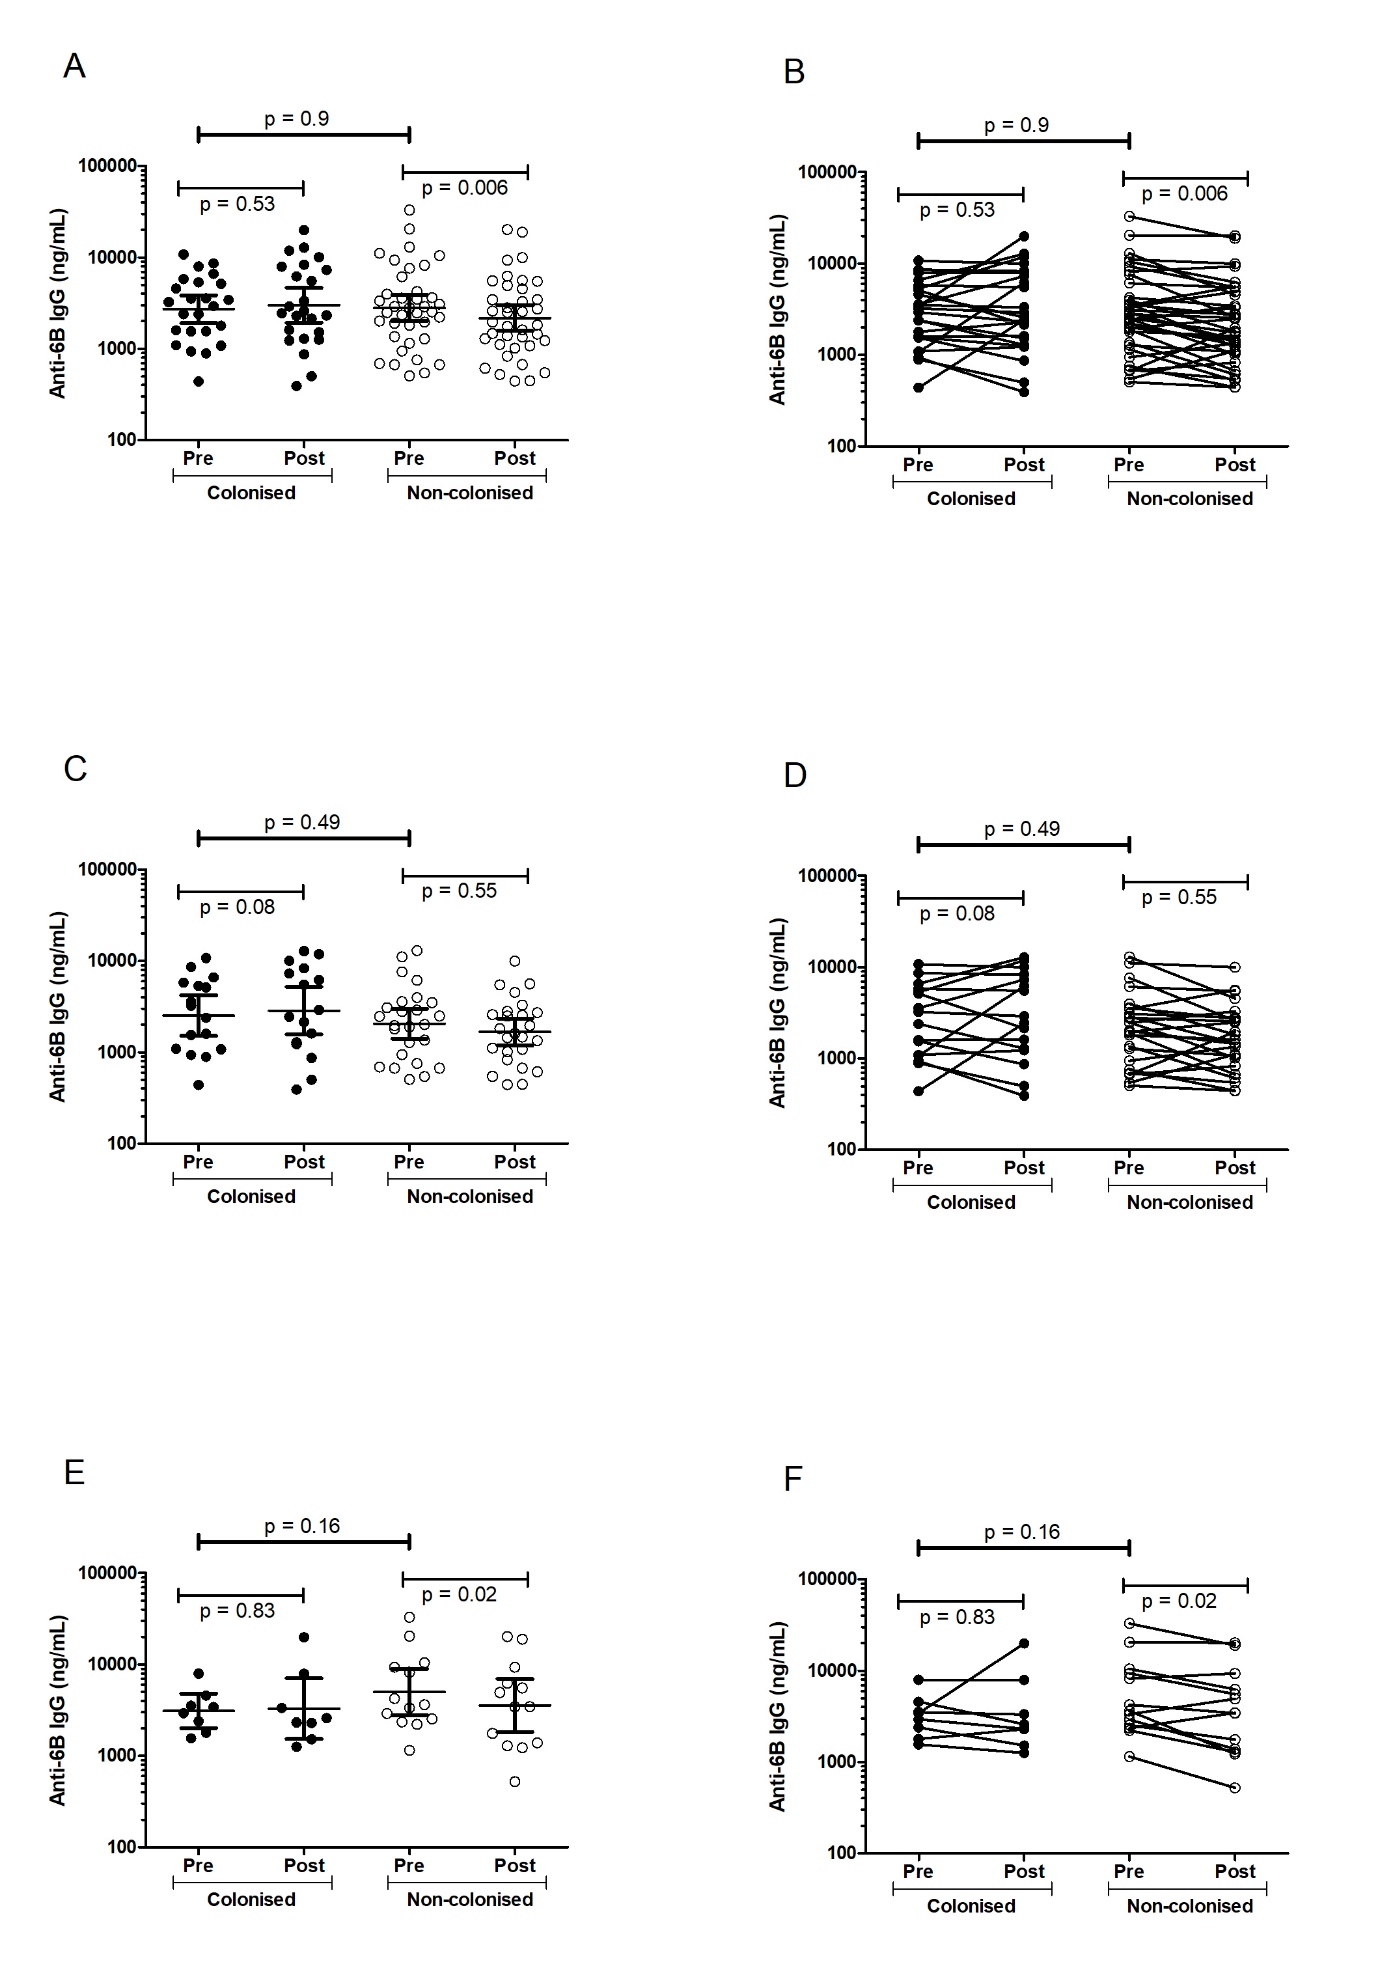 A
p = 0.9
p = 0.53
p = 0.006
100000
10000
1000
100
Anti-6B IgG (ng/mL)
Pre Post Pre Post
Colonised Non-colonised
B
p = 0.9
p = 0.53
p = 0.006
100000
10000
1000
100
Anti-6B IgG (ng/mL)
Pre Post Pre Post
Colonised Non-colonised
C
p = 0.49
p = 0.08
p = 0.55
100000
10000
1000
100
Anti-6B IgG (ng/mL)
Pre Post Pre Post
Colonised Non-colonised
D
p = 0.49
p = 0.08
p = 0.55
100000
10000
1000
100
Anti-6B IgG (ng/mL)
Pre Post Pre Post
Colonised Non-colonised
E
p = 0.16
p = 0.83
p = 0.02
100000
10000
1000
100
Anti-6B IgG (ng/mL)
Pre Post Pre Post
Colonised Non-colonised
F
p = 0.16
p = 0.83
p = 0.02
100000
10000
1000
100
Anti-6B IgG (ng/mL)
Pre Post Pre Post
Colonised Non-colonised